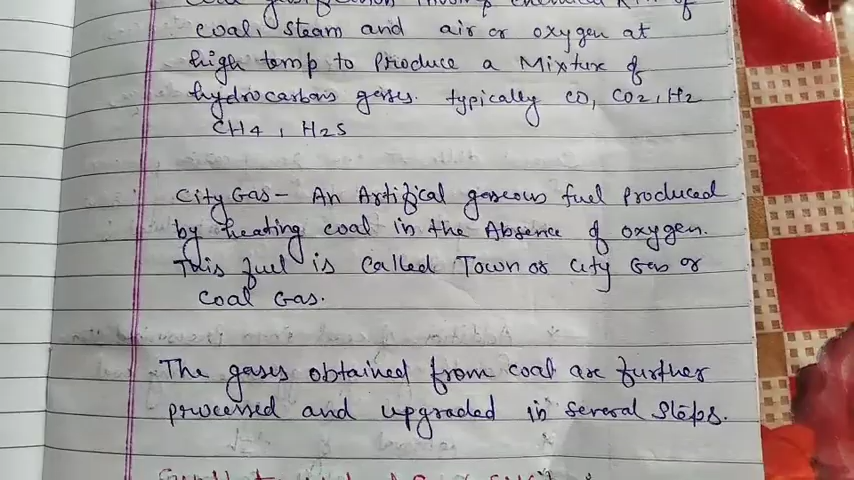 coal, steam and air or oxygen at
high temp to produce a Mixture of
hydrocarbons gases. typically CO, CO2, H2
CH4, H2S
City Gas - An Artifical gaseous fuel produced
by heating coal in the Absence of oxygen.
This fuel is called Town or City Gas or
Coal Gas.
The gases obtained from coal are further
processed and upgraded in several steps.